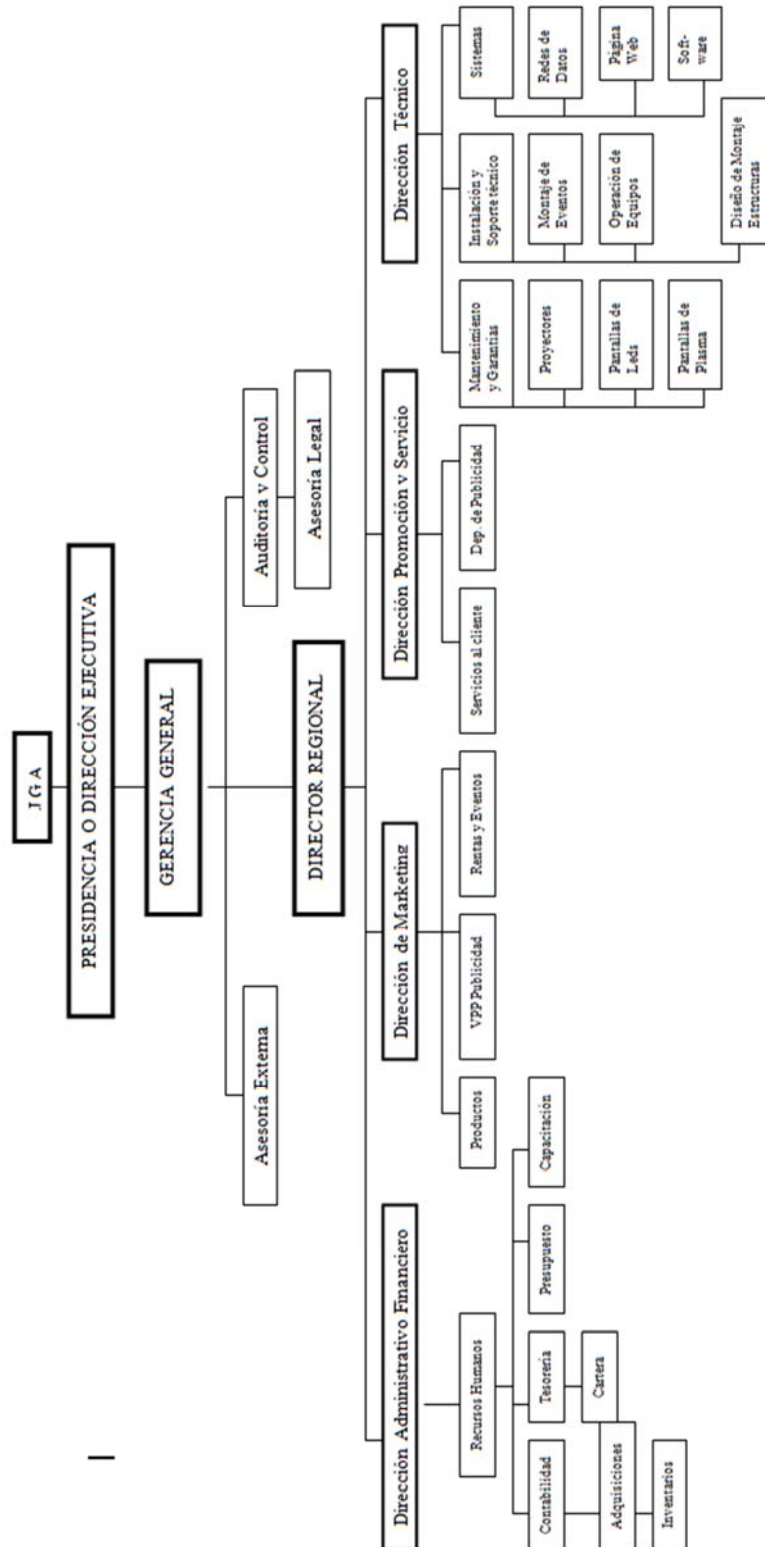 J G A
PRESIDENCIA O DIRECCIÓN EJECUTIVA
GERENCIA GENERAL
Asesoría Externa
Auditoría y Control
Asesoría Legal
DIRECTOR REGIONAL
Dirección Administrativo Financiero
Dirección de Marketing
Dirección Promoción y Servicio
Dirección Técnico
Recursos Humanos
Contabilidad
Tesorería
Presupuesto
Capacitación
Adquisiciones
Cartera
Inventarios
Productos
VPP Publicidad
Rentas y Eventos
Servicios al cliente
Dep. de Publicidad
Mantenimiento
y Garantías
Proyectores
Pantallas de
Leds
Pantallas de
Plasma
Instalación y
Soporte técnico
Montaje de
Eventos
Operación de
Equipos
Diseño de Montaje
Estructuras
Sistemas
Redes de
Datos
Página
Web
Soft-
ware